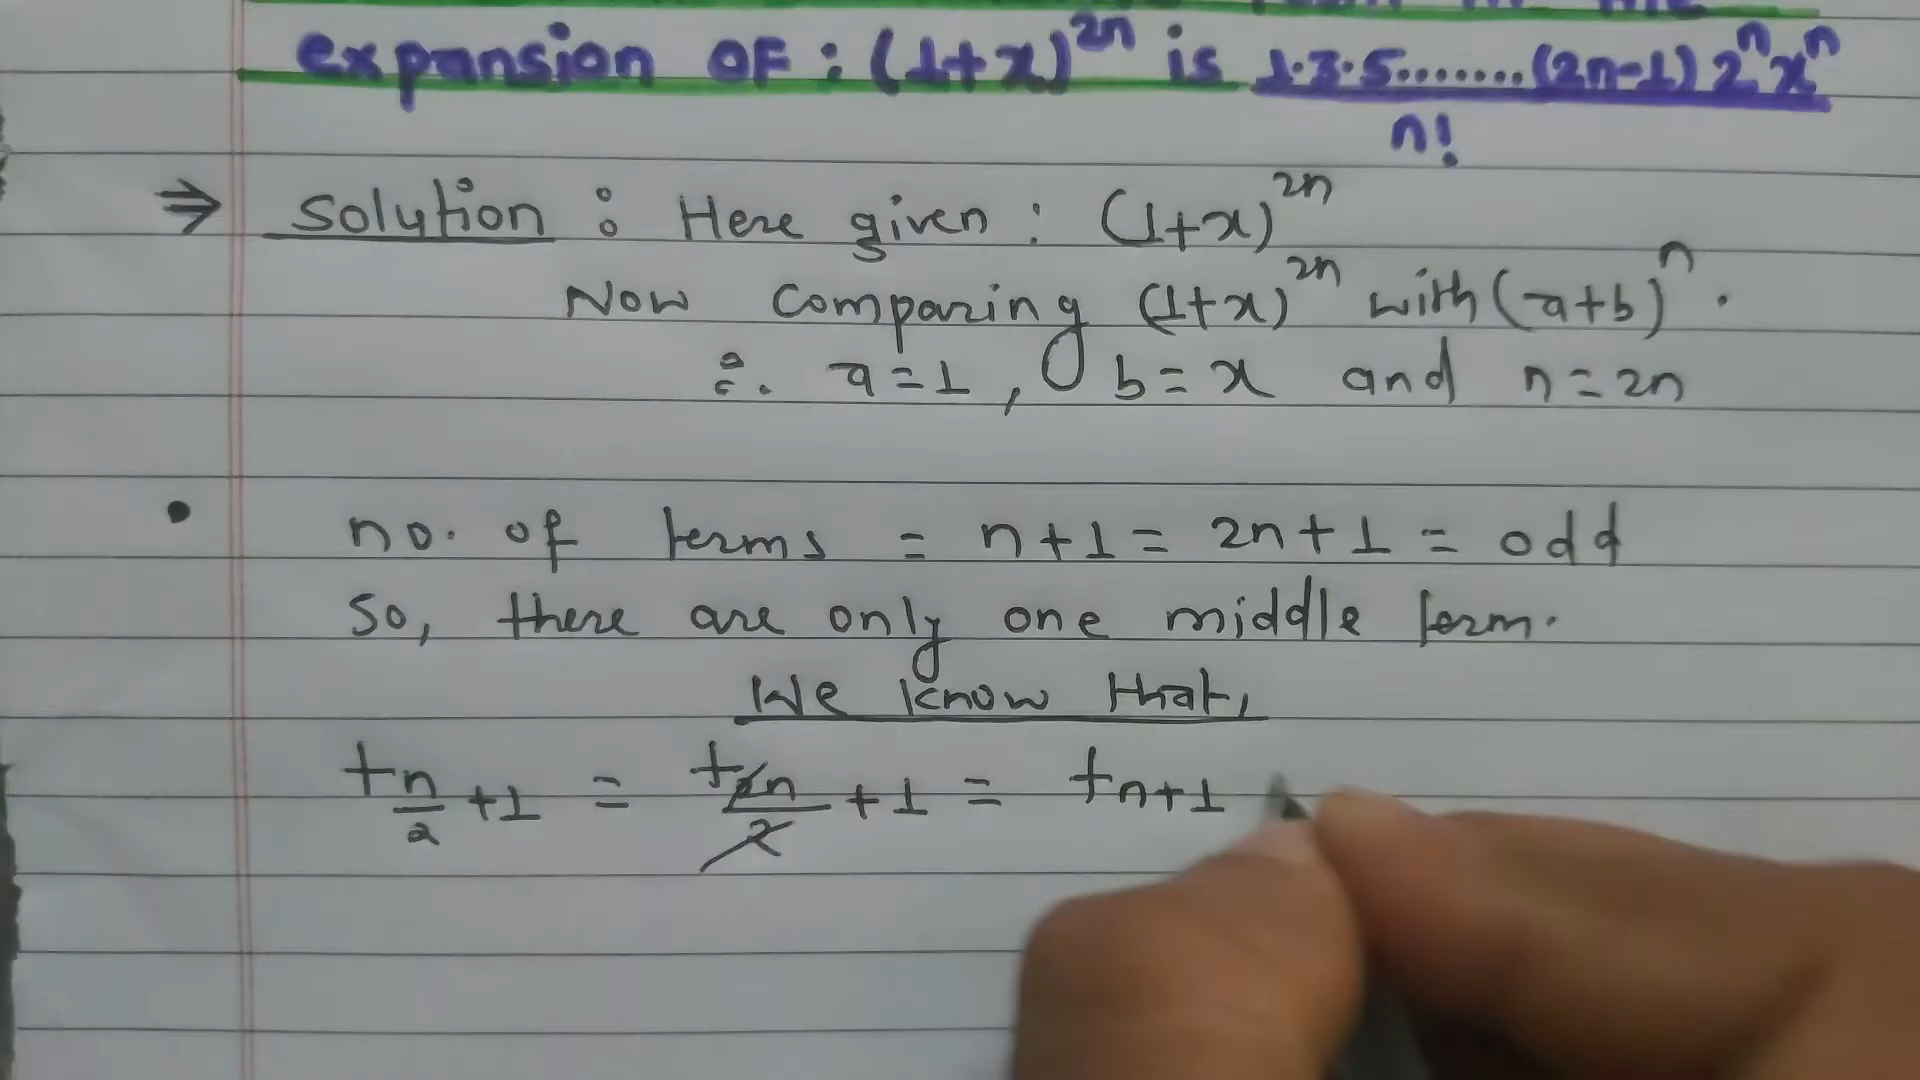 expansion OF : (1+x)²ⁿ is 1·3·5.......(2n-1) 2ⁿ xⁿ
n!
⇒ Solution : Here given : (1+x)²ⁿ
Now comparing (1+x)²ⁿ with (a+b)ⁿ.
∴ a=1, b=x and n=2n
• no. of terms = n+1 = 2n+1 = odd
So, there are only one middle term.
We know that,
t n/2 +1 = t 2n/2 +1 = t n+1